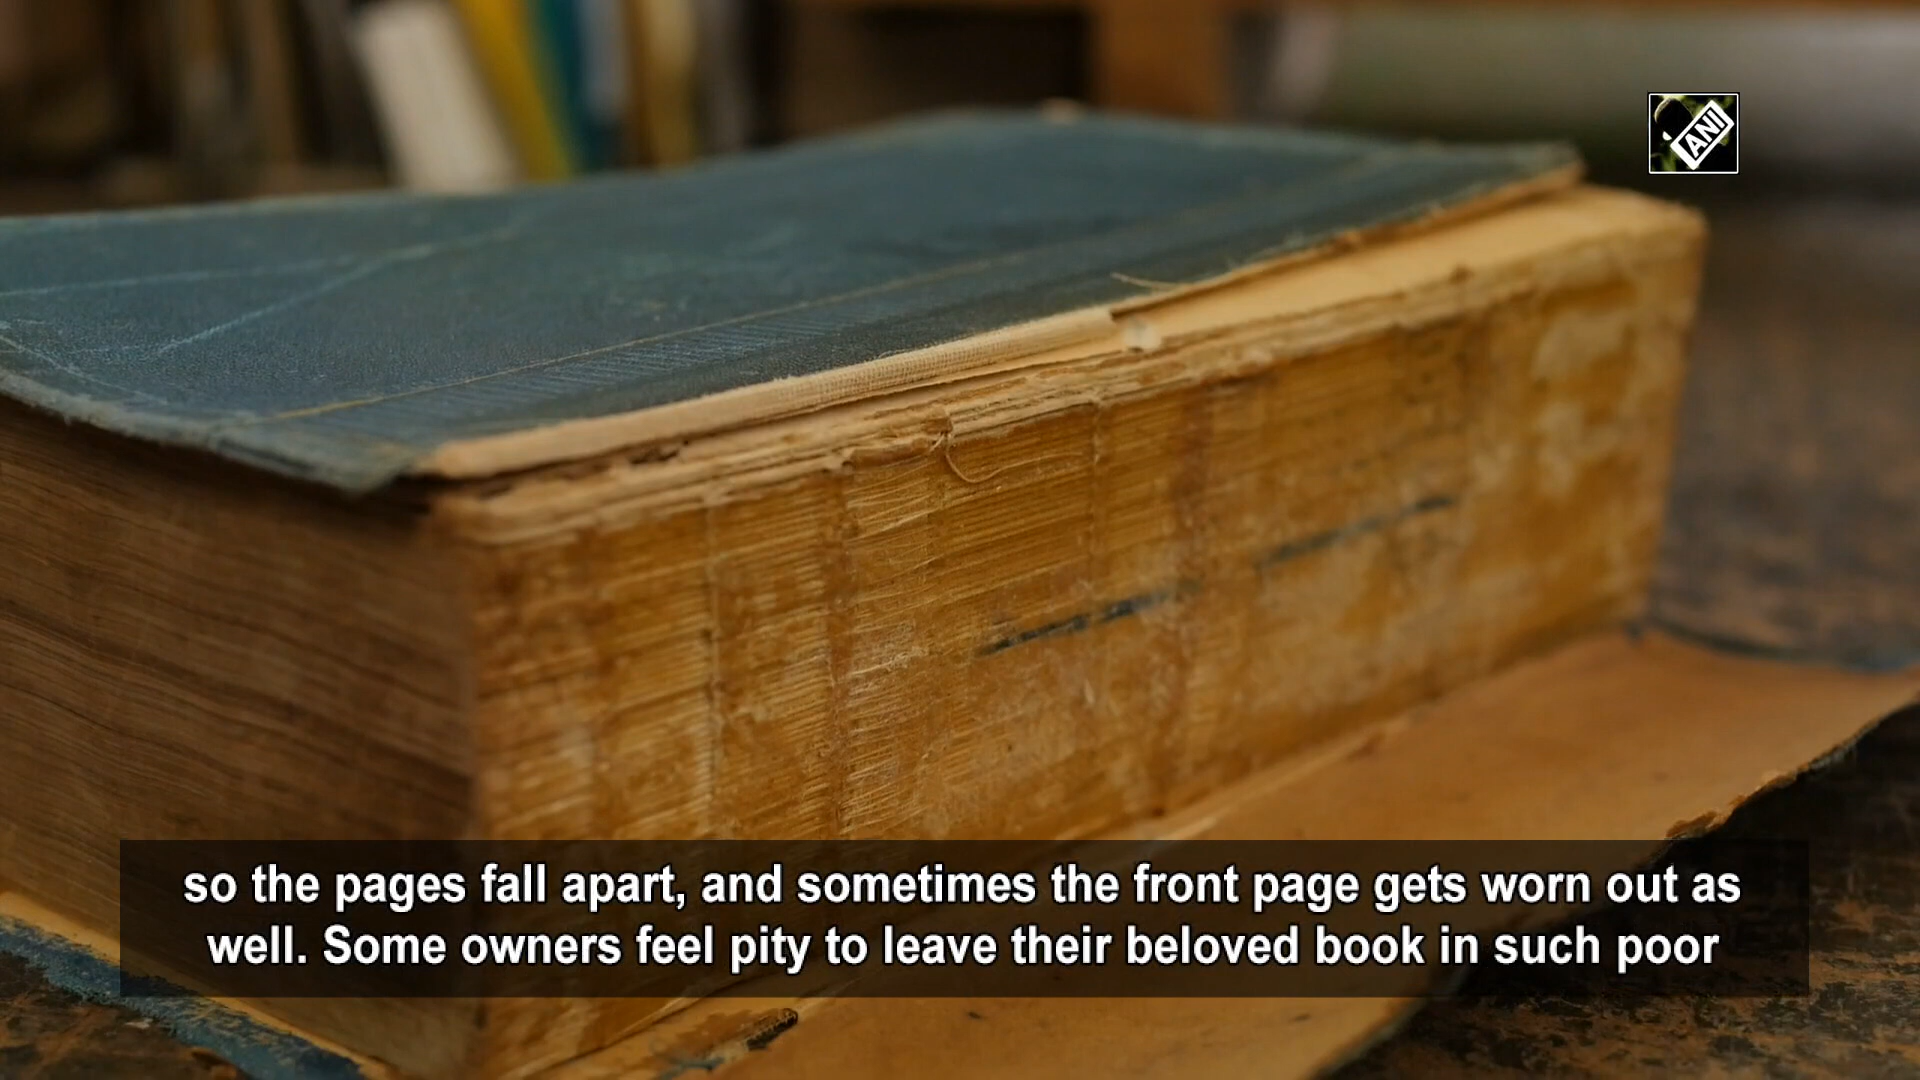 ANI
so the pages fall apart, and sometimes the front page gets worn out as
well. Some owners feel pity to leave their beloved book in such poor